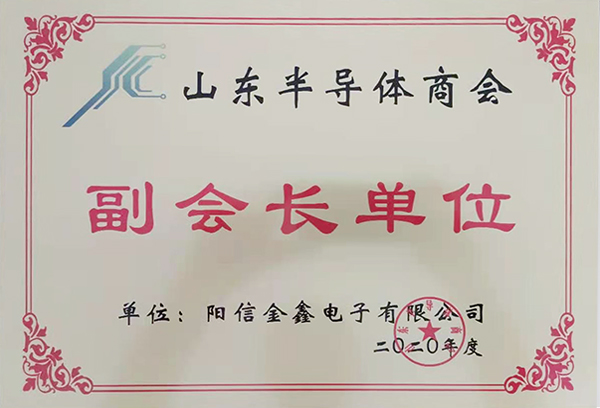 山东半导体商会
副会长单位
单位：阳信金鑫电子有限公司
二〇二〇年度